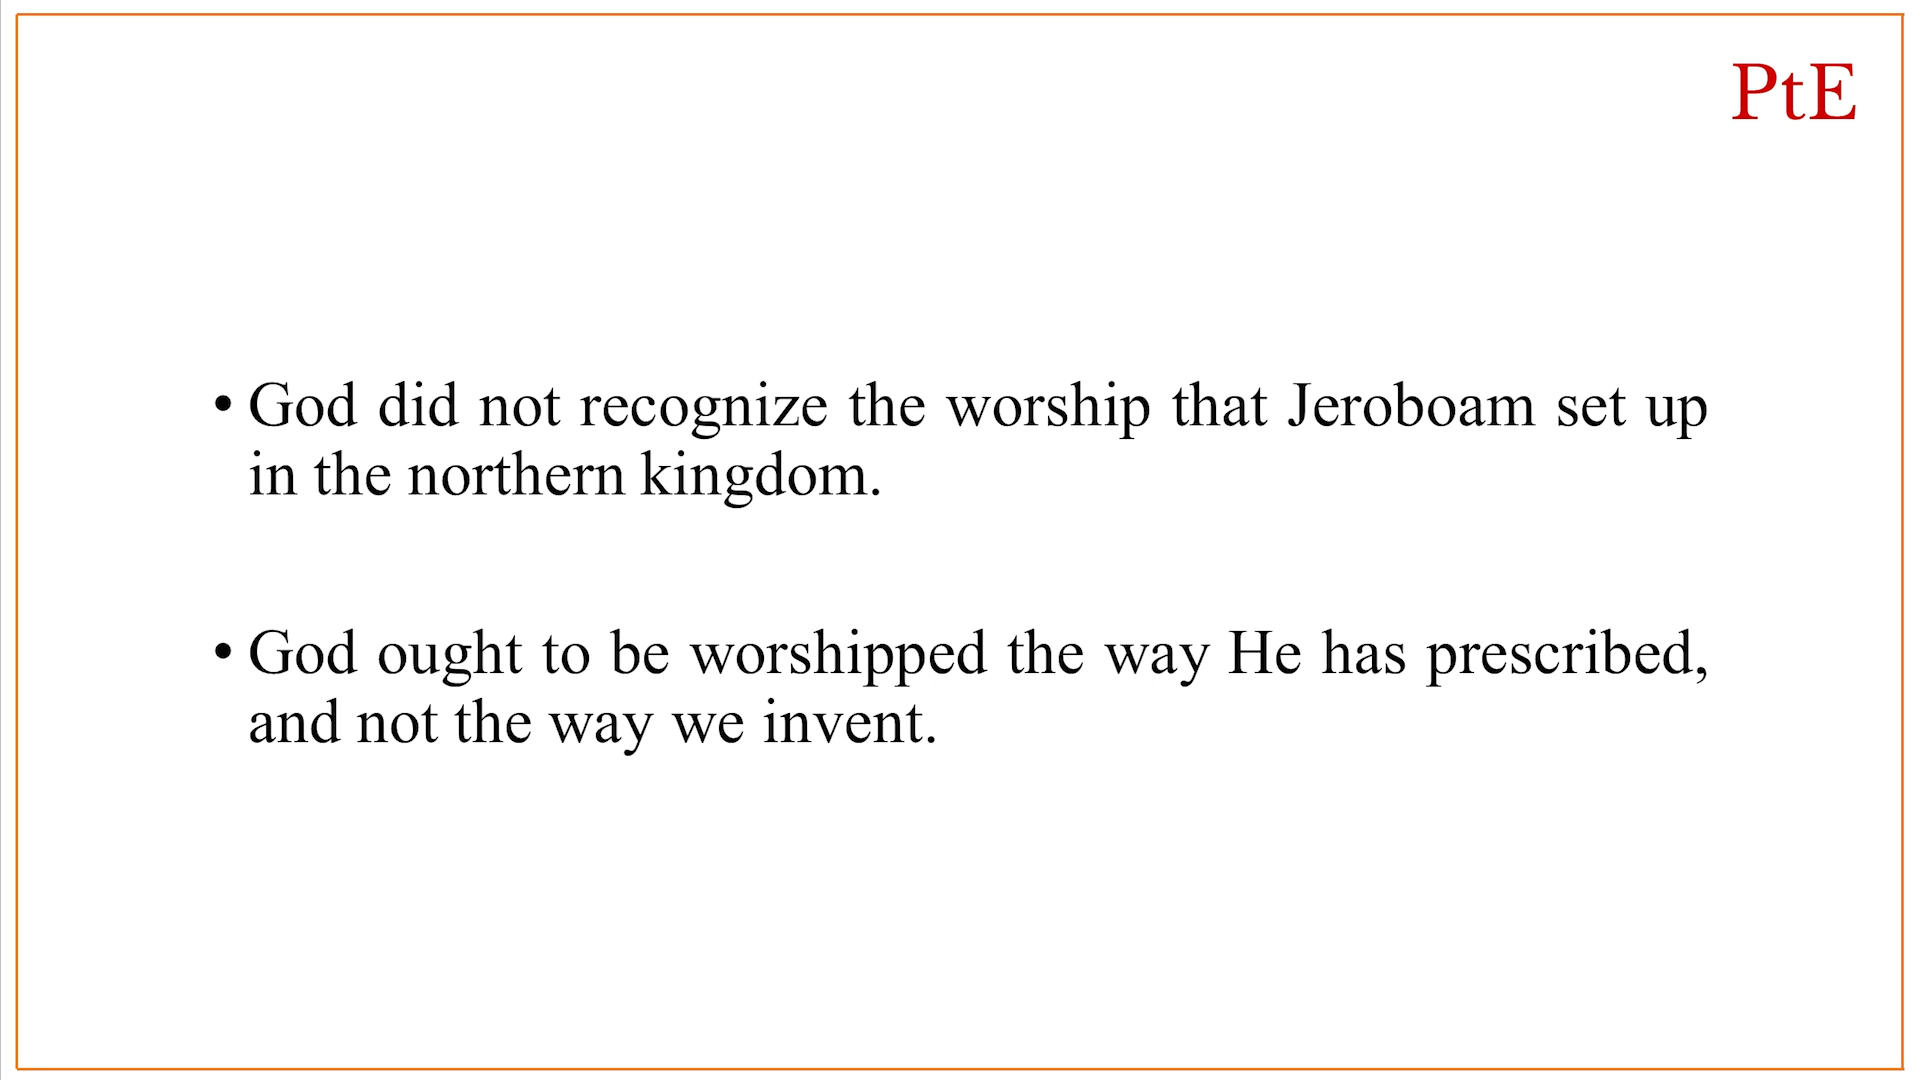 PtE
• God did not recognize the worship that Jeroboam set up
in the northern kingdom.
• God ought to be worshipped the way He has prescribed,
and not the way we invent.